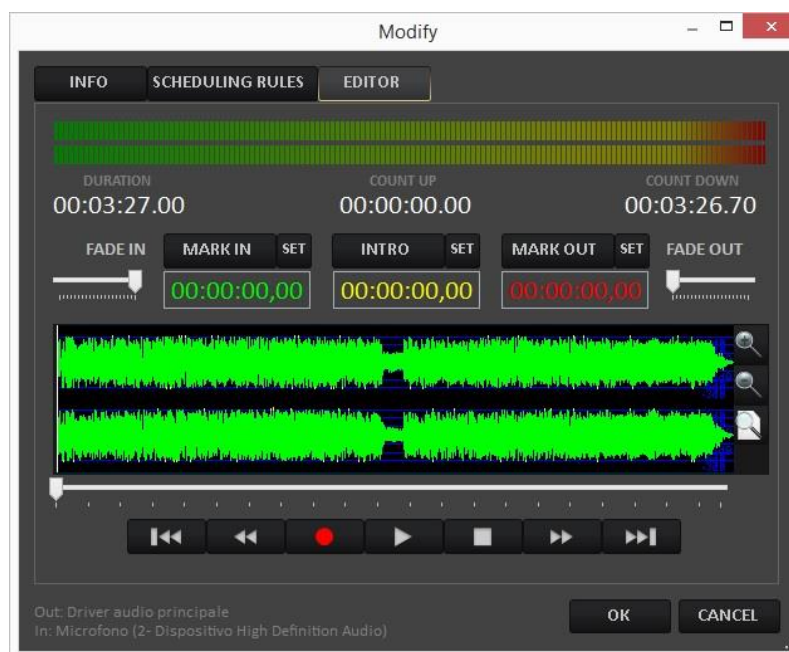 Modify
INFO SCHEDULING RULES EDITOR
DURATION COUNT UP COUNT DOWN
00:03:27.00 00:00:00.00 00:03:26.70
FADE IN MARK IN SET INTRO SET MARK OUT SET FADE OUT
00:00:00,00 00:00:00,00 00:00:00,00
Out: Driver audio principale
In: Microfono (2- Dispositivo High Definition Audio)
OK CANCEL